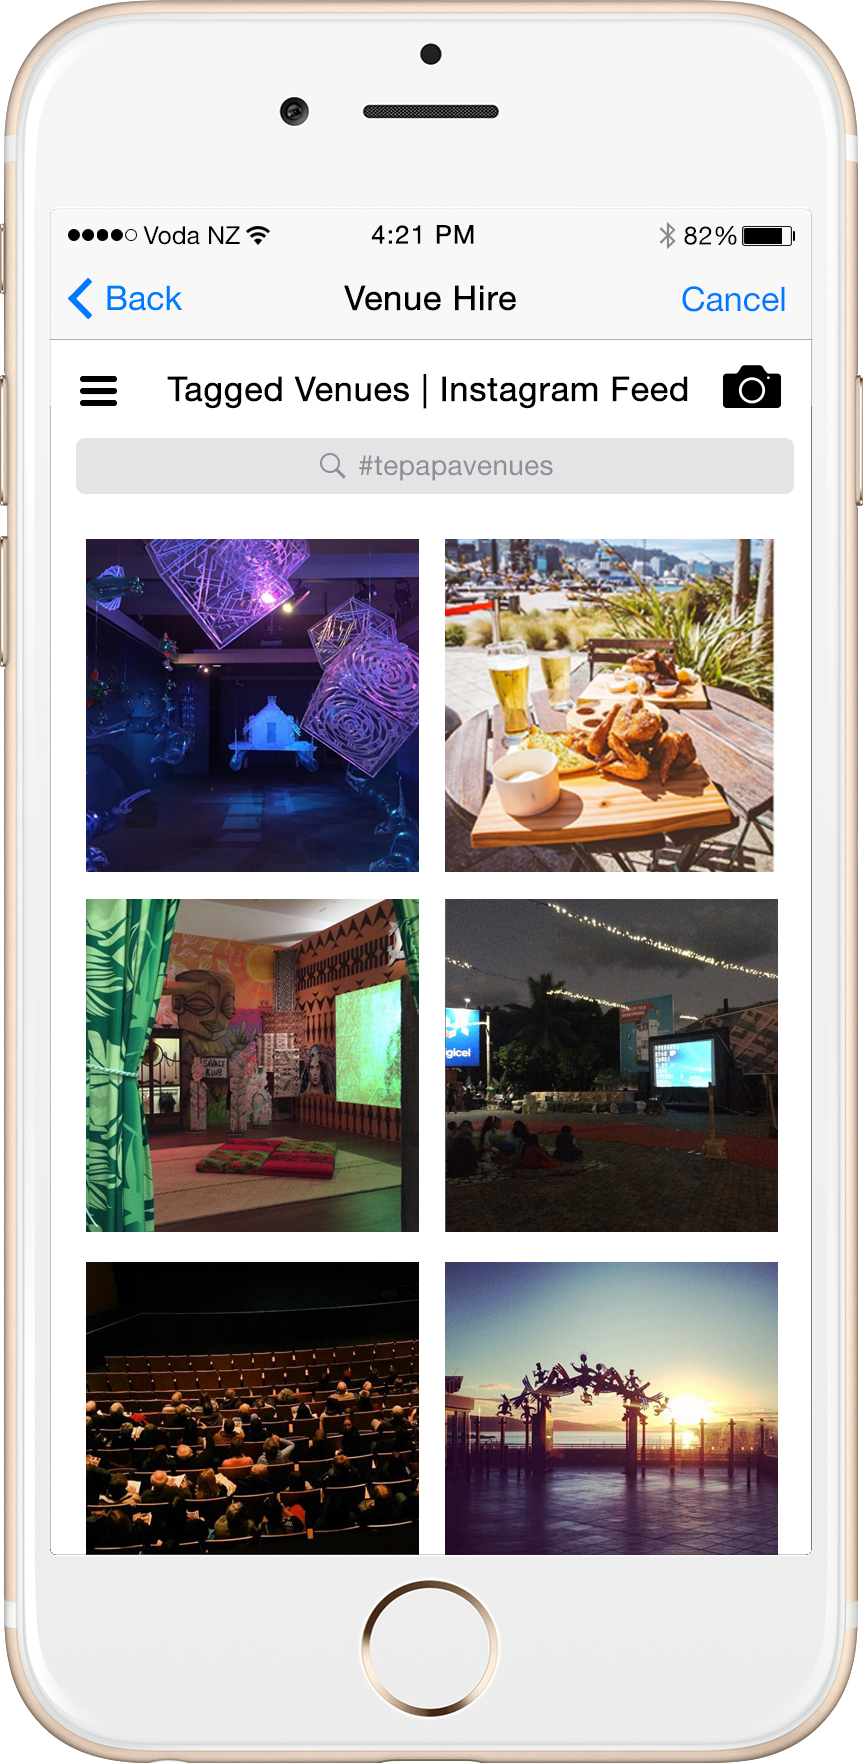 Voda NZ 4:21 PM 82%
Back Venue Hire Cancel
Tagged Venues | Instagram Feed
#tepapavenues
SAVAGE
KLUB
gicel